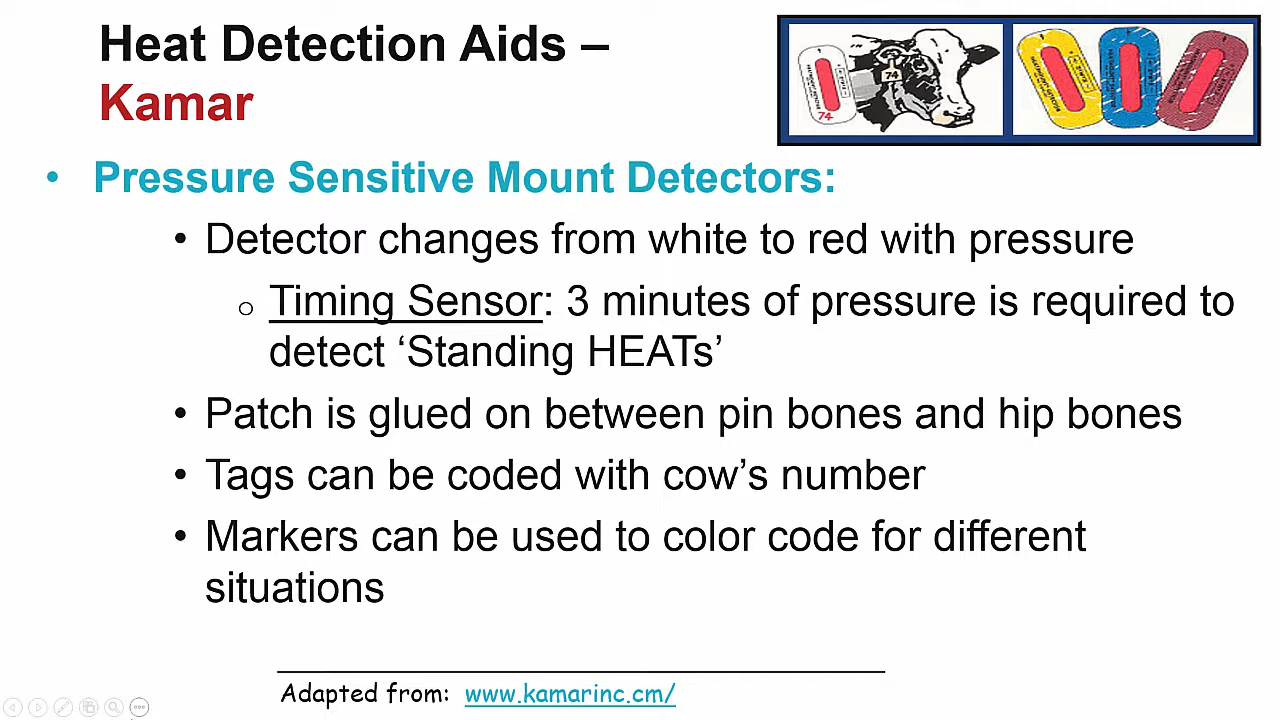 Heat Detection Aids –
Kamar
74
74
• Pressure Sensitive Mount Detectors:
• Detector changes from white to red with pressure
o Timing Sensor: 3 minutes of pressure is required to
detect ‘Standing HEATs’
• Patch is glued on between pin bones and hip bones
• Tags can be coded with cow’s number
• Markers can be used to color code for different
situations
Adapted from: www.kamarinc.cm/